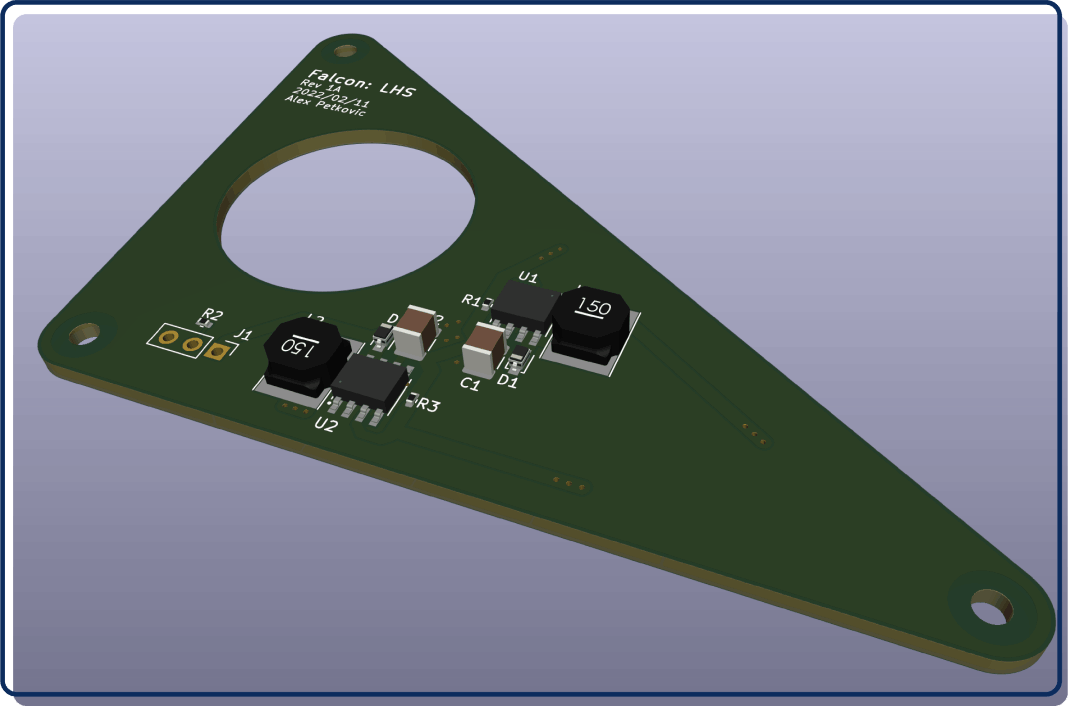 Falcon: LHS
Rev 1A
2022/02/11
Alex Petkovic
U1
R1
150
R2
J1
150
C1
D1
R3
U2